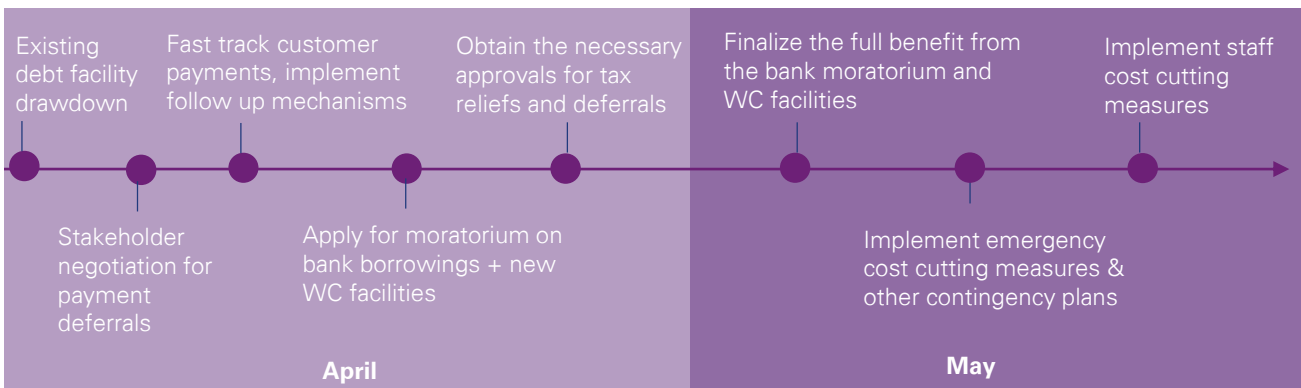 Existing
debt facility
drawdown
Stakeholder
negotiation for
payment
deferrals
Fast track customer
payments, implement
follow up mechanisms
Apply for moratorium on
bank borrowings + new
WC facilities
Obtain the necessary
approvals for tax
reliefs and deferrals
Finalize the full benefit from
the bank moratorium and
WC facilities
Implement emergency
cost cutting measures &
other contingency plans
Implement staff
cost cutting
measures
April
May